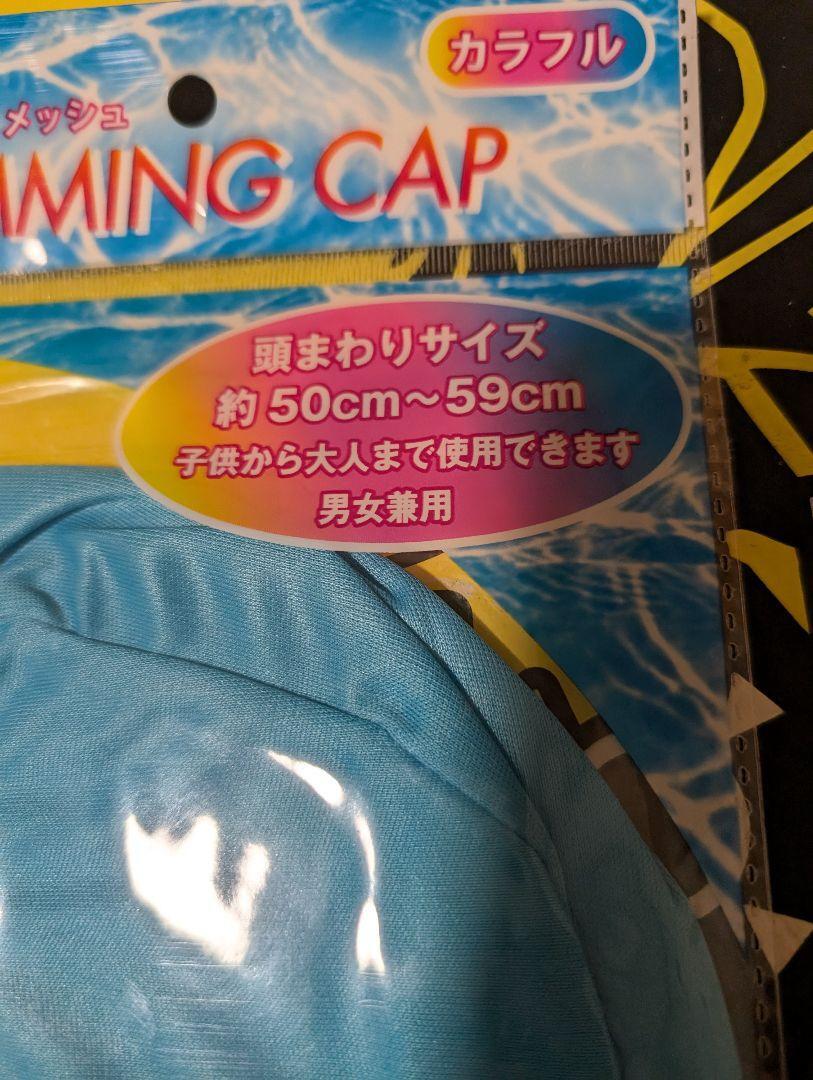 カラフル
メッシュ
MMING CAP
頭まわりサイズ
約50cm〜59cm
子供から大人まで使用できます
男女兼用